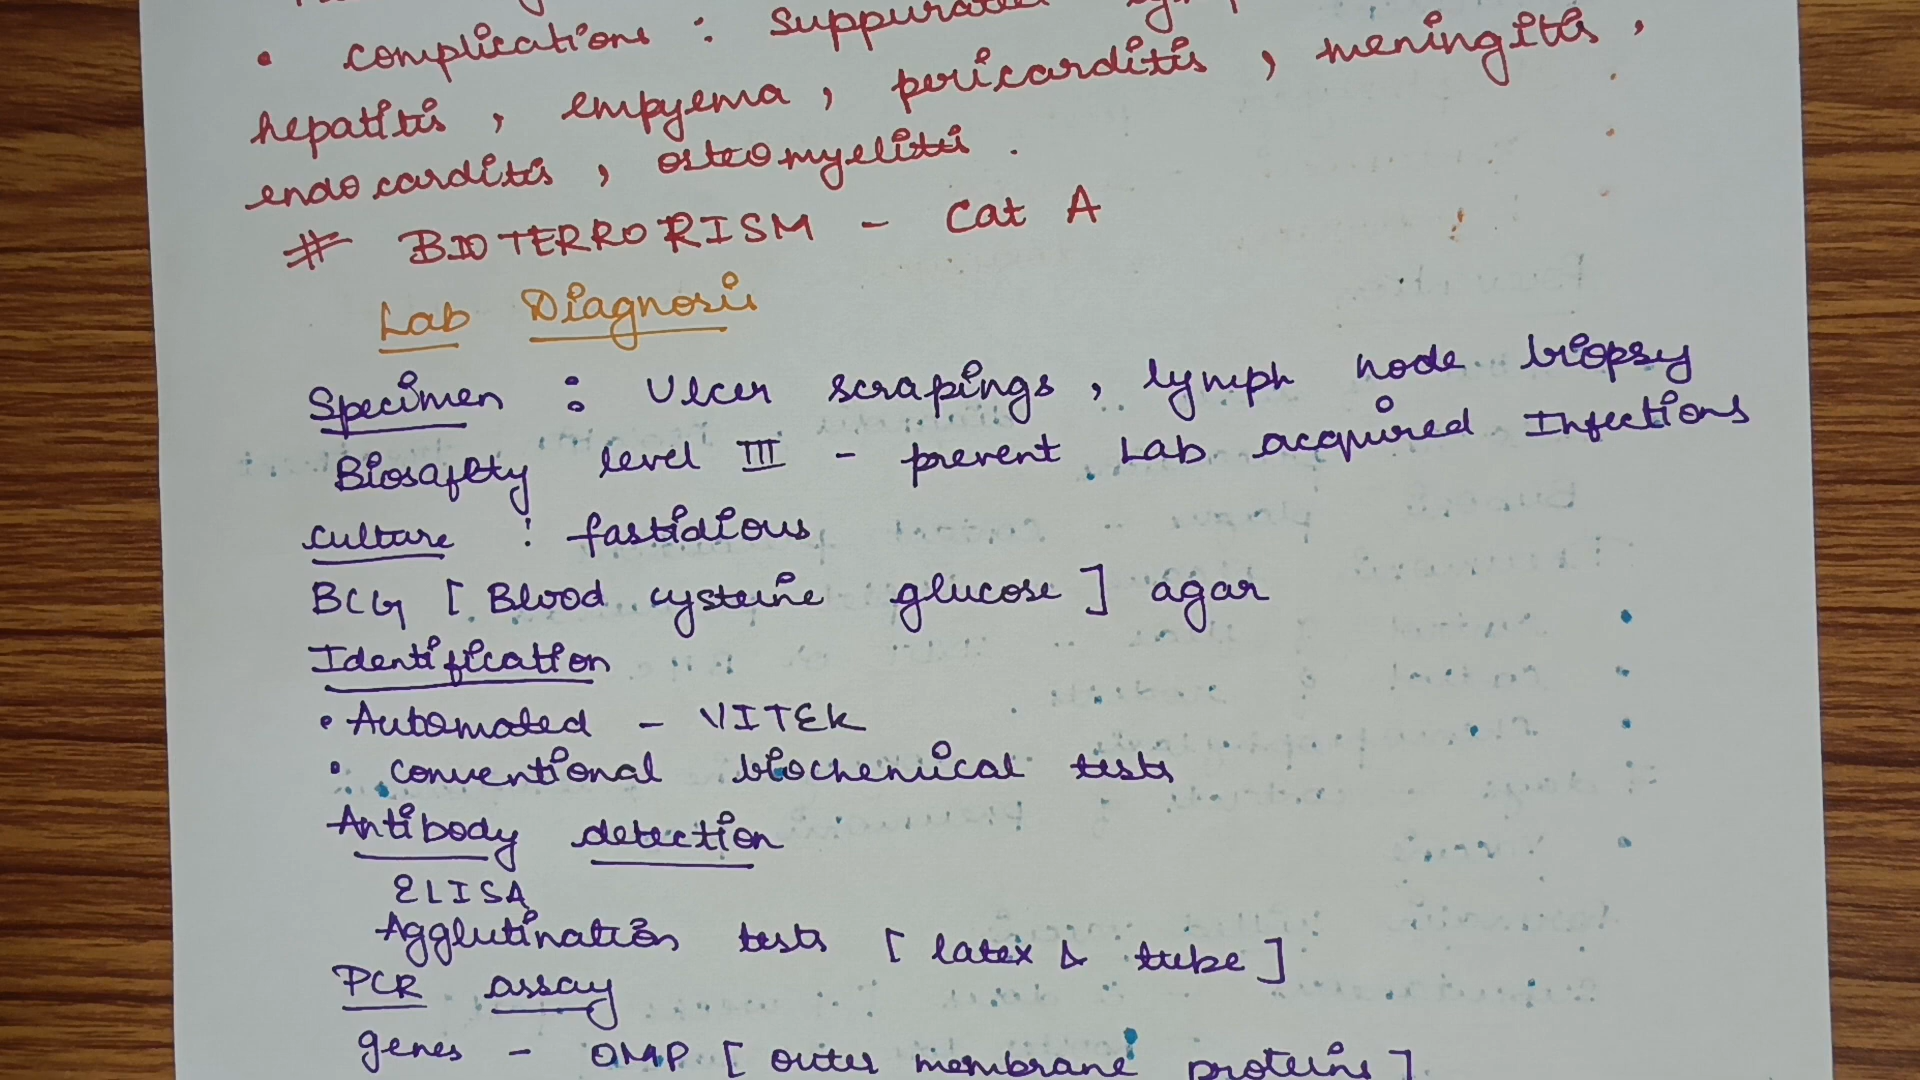 • complications : suppurated
hepatitis , empyema , pericarditis , meningitis ,
endocarditis , osteomyelitis .
# BIOTERRORISM - Cat A
Lab Diagnosis
Specimen : Ulcer scrapings , lymph node biopsy
Biosafety level III - prevent Lab acquired Infections
culture : fastidious
BCG [ Blood cysteine glucose ] agar
Identification
• Automated - VITEK
• conventional biochemical tests
Antibody detection
ELISA
Agglutination tests [ latex & tube ]
PCR assay
genes - OMP [ outer membrane proteins ]